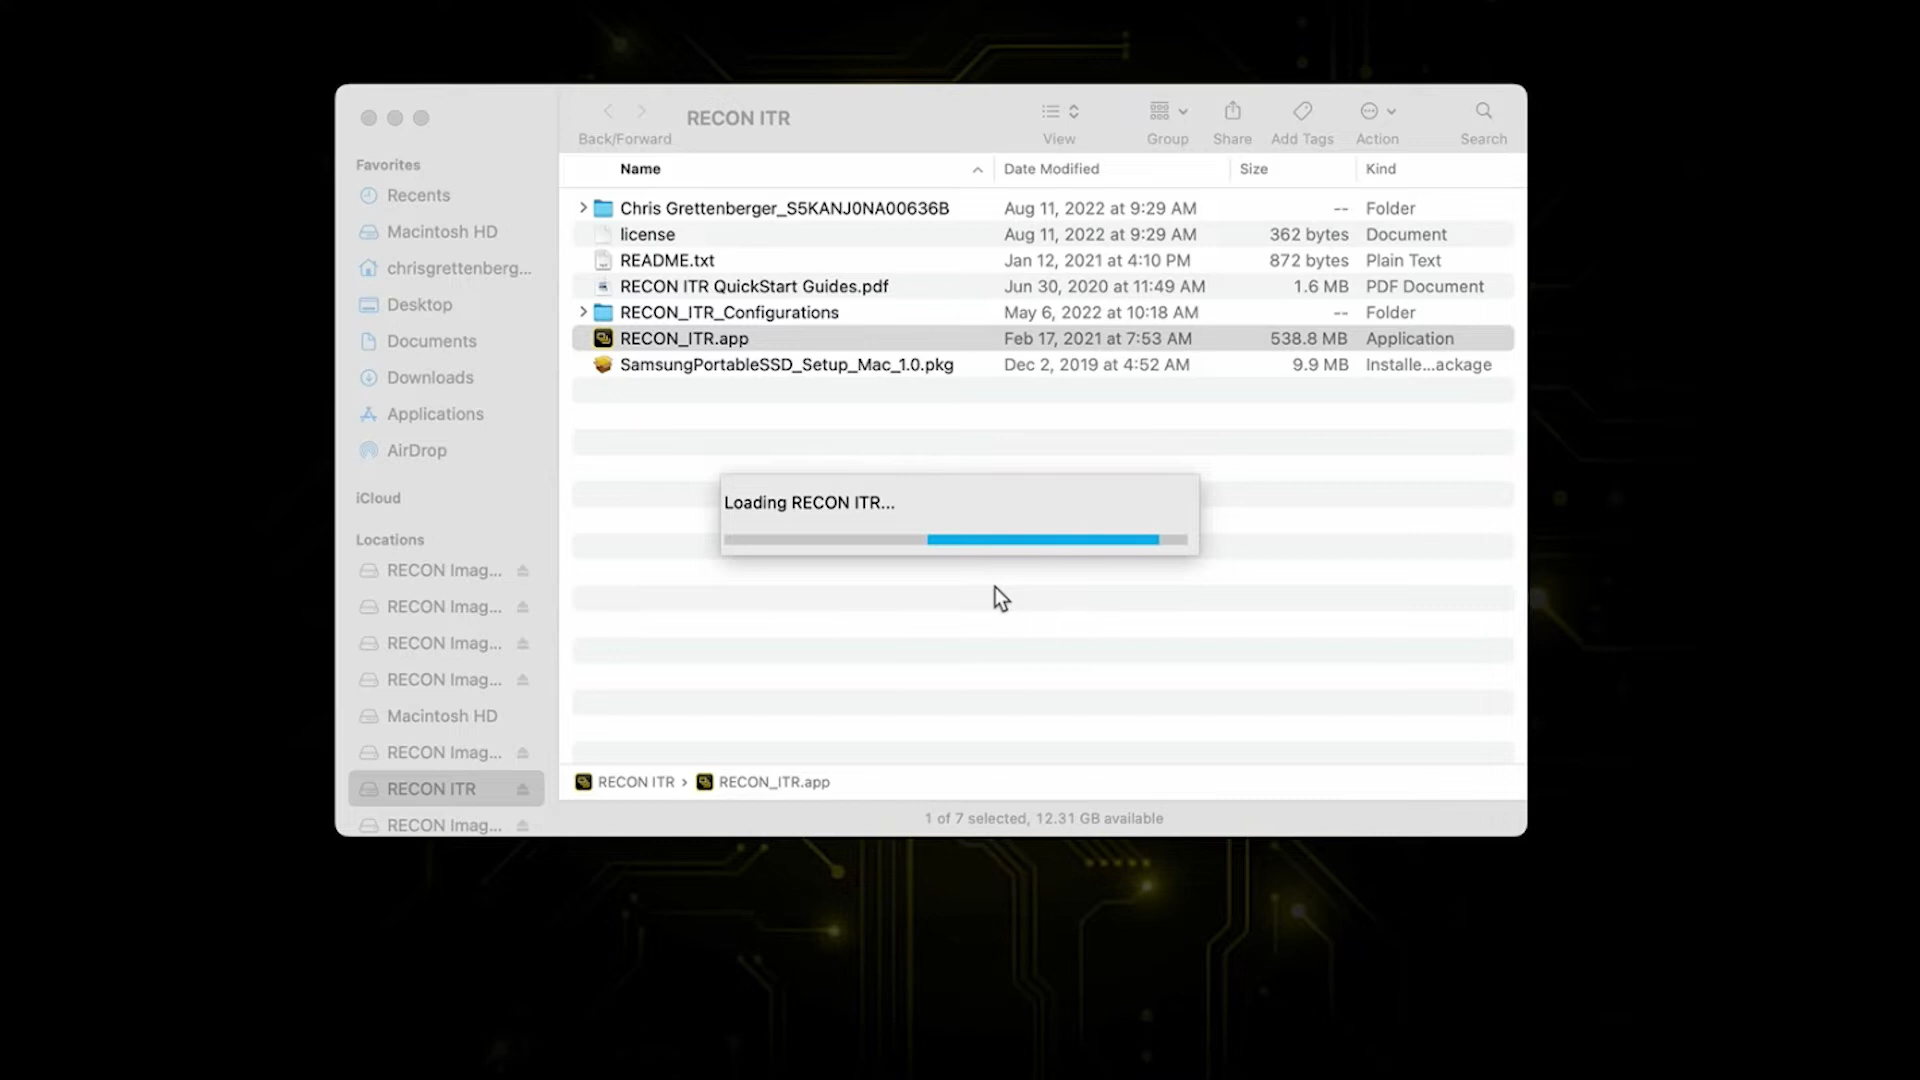 RECON ITR
Back/Forward
View
Group
Share
Add Tags
Action
Search
Favorites
Recents
Macintosh HD
chrisgrettenberg...
Desktop
Documents
Downloads
Applications
AirDrop
iCloud
Locations
RECON Imag...
RECON Imag...
RECON Imag...
RECON Imag...
Macintosh HD
RECON Imag...
RECON ITR
RECON Imag...
Name Date Modified Size Kind
Chris Grettenberger_S5KANJ0NA00636B Aug 11, 2022 at 9:29 AM -- Folder
license Aug 11, 2022 at 9:29 AM 362 bytes Document
README.txt Jan 12, 2021 at 4:10 PM 872 bytes Plain Text
RECON ITR QuickStart Guides.pdf Jun 30, 2020 at 11:49 AM 1.6 MB PDF Document
RECON_ITR_Configurations May 6, 2022 at 10:18 AM -- Folder
RECON_ITR.app Feb 17, 2021 at 7:53 AM 538.8 MB Application
SamsungPortableSSD_Setup_Mac_1.0.pkg Dec 2, 2019 at 4:52 AM 9.9 MB Installe...ackage
Loading RECON ITR...
RECON ITR › RECON_ITR.app
1 of 7 selected, 12.31 GB available